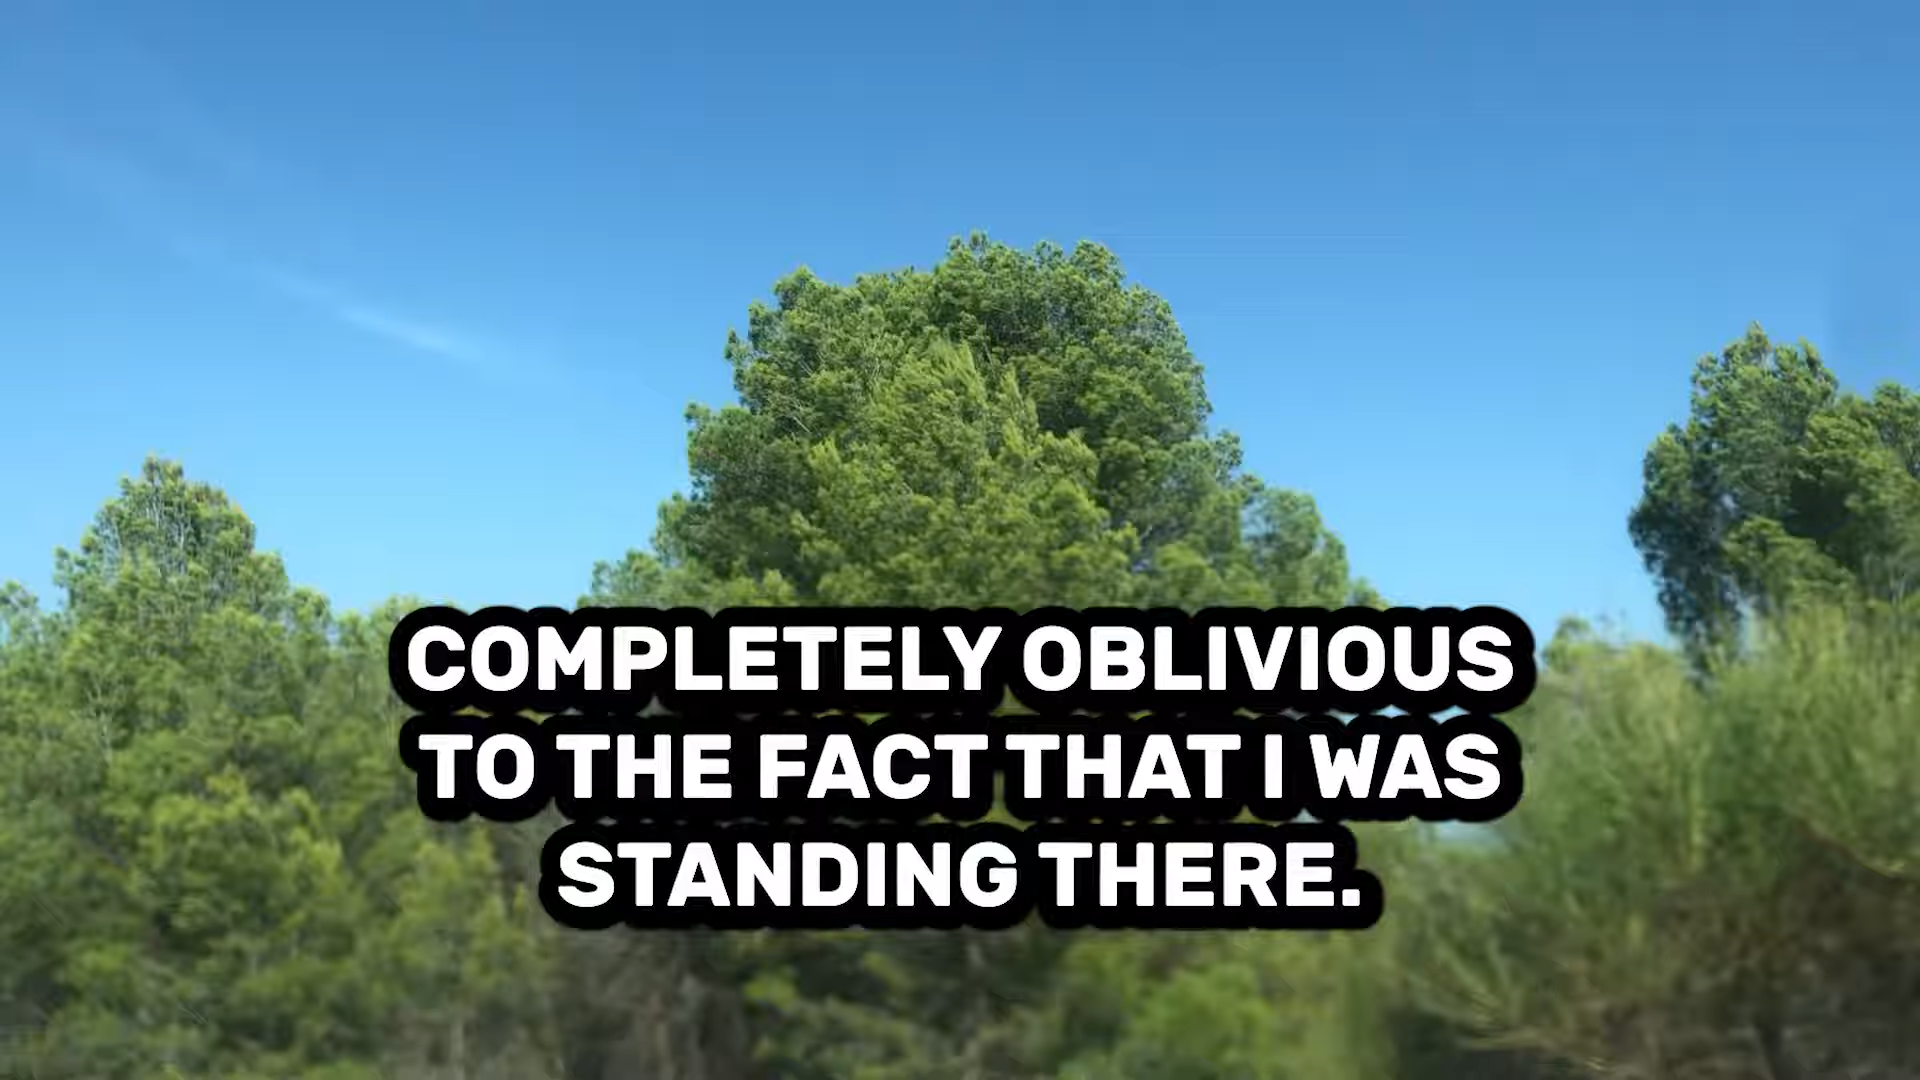 COMPLETELY OBLIVIOUS
TO THE FACT THAT I WAS
STANDING THERE.